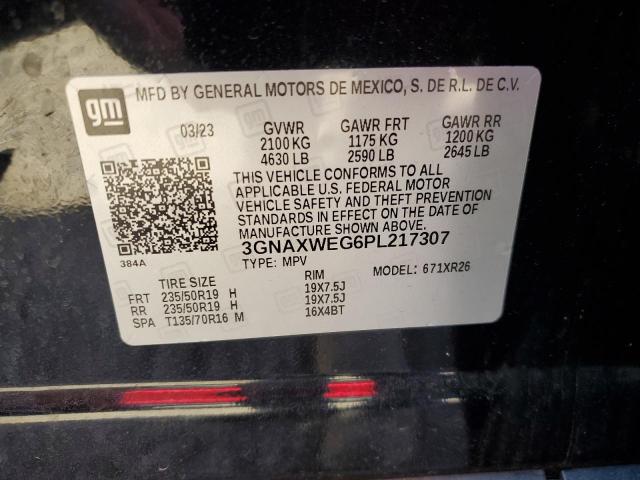 gm
MFD BY GENERAL MOTORS DE MEXICO, S. DE R.L. DE C.V.
03/23 GVWR GAWR FRT GAWR RR
2100 KG 1175 KG 1200 KG
4630 LB 2590 LB 2645 LB
THIS VEHICLE CONFORMS TO ALL
APPLICABLE U.S. FEDERAL MOTOR
VEHICLE SAFETY AND THEFT PREVENTION
STANDARDS IN EFFECT ON THE DATE OF
MANUFACTURE SHOWN ABOVE.
3GNAXWEG6PL217307
384A TYPE: MPV MODEL: 671XR26
TIRE SIZE RIM
FRT 235/50R19 H 19X7.5J
RR 235/50R19 H 19X7.5J
SPA T135/70R16 M 16X4BT